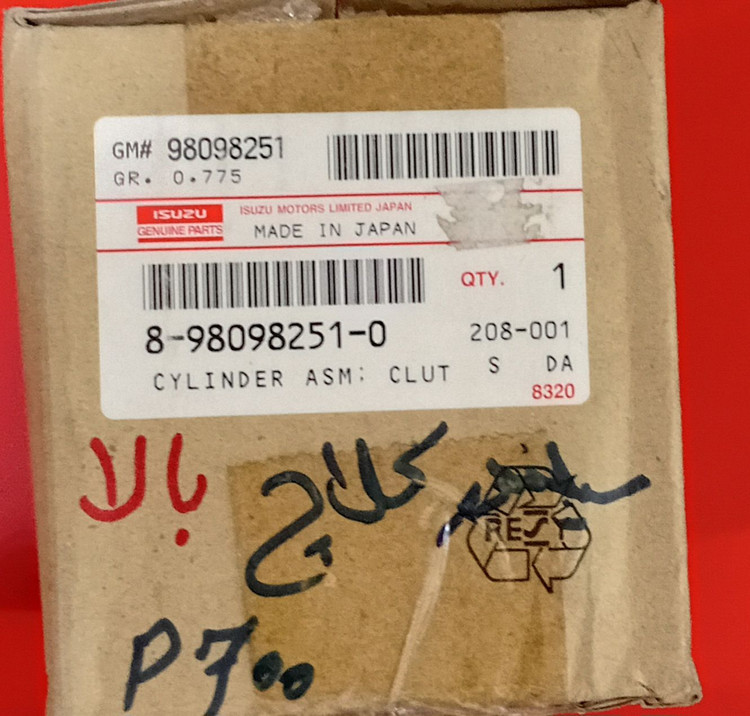 GM# 98098251
GR. 0.775
ISUZU
GENUINE PARTS
ISUZU MOTORS LIMITED JAPAN
MADE IN JAPAN
QTY. 1
8-98098251-0
208-001
CYLINDER ASM: CLUT
S DA
8320
سلندر کلاچ بالا
RESY
P700